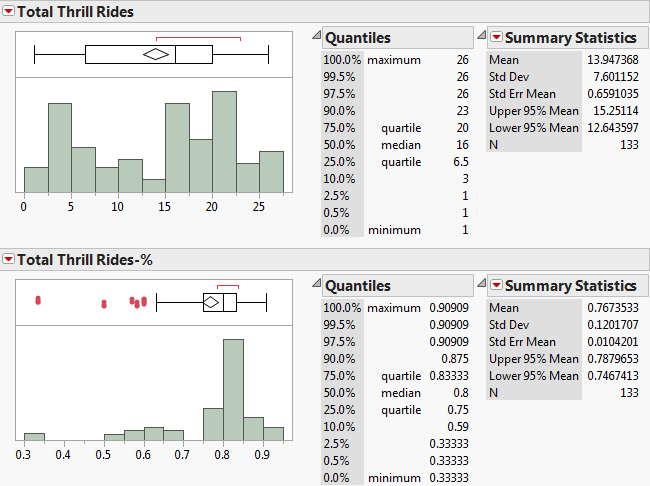 Total Thrill Rides
0 5 10 15 20 25
Quantiles
100.0% maximum 26
99.5% 26
97.5% 26
90.0% 23
75.0% quartile 20
50.0% median 16
25.0% quartile 6.5
10.0% 3
2.5% 1
0.5% 1
0.0% minimum 1
Summary Statistics
Mean 13.947368
Std Dev 7.601152
Std Err Mean 0.6591035
Upper 95% Mean 15.25114
Lower 95% Mean 12.643597
N 133
Total Thrill Rides-%
0.3 0.4 0.5 0.6 0.7 0.8 0.9
Quantiles
100.0% maximum 0.90909
99.5% 0.90909
97.5% 0.90909
90.0% 0.875
75.0% quartile 0.83333
50.0% median 0.8
25.0% quartile 0.75
10.0% 0.59
2.5% 0.33333
0.5% 0.33333
0.0% minimum 0.33333
Summary Statistics
Mean 0.7673533
Std Dev 0.1201707
Std Err Mean 0.0104201
Upper 95% Mean 0.7879653
Lower 95% Mean 0.7467413
N 133